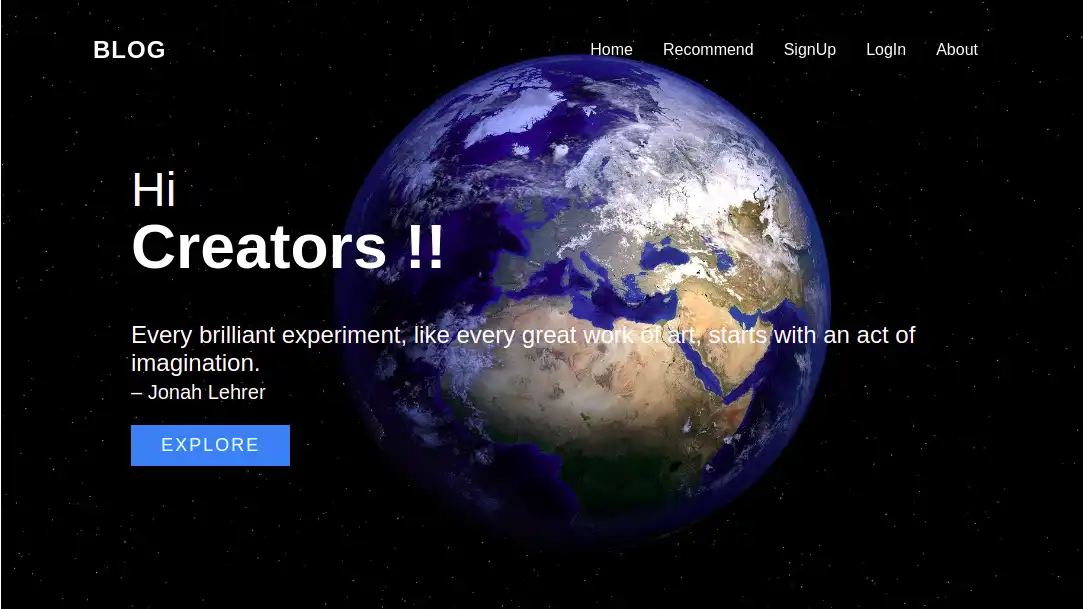 BLOG
Home Recommend SignUp LogIn About
Hi
Creators !!
Every brilliant experiment, like every great work of art, starts with an act of
imagination.
– Jonah Lehrer
EXPLORE